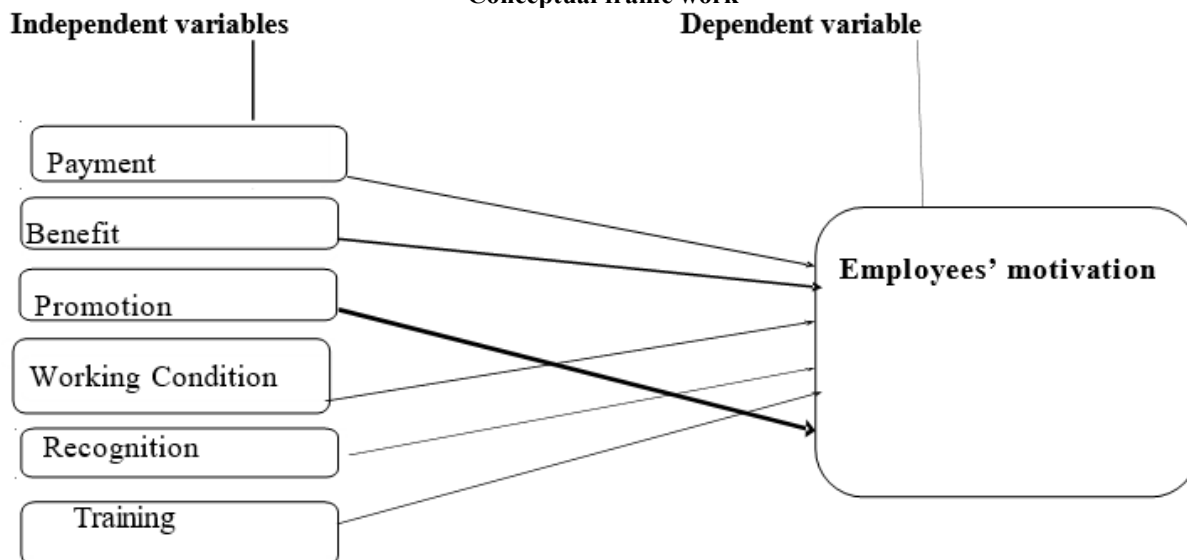 Conceptual frame work
Independent variables
Dependent variable
Payment
Benefit
Promotion
Working Condition
Recognition
Training
Employees’ motivation